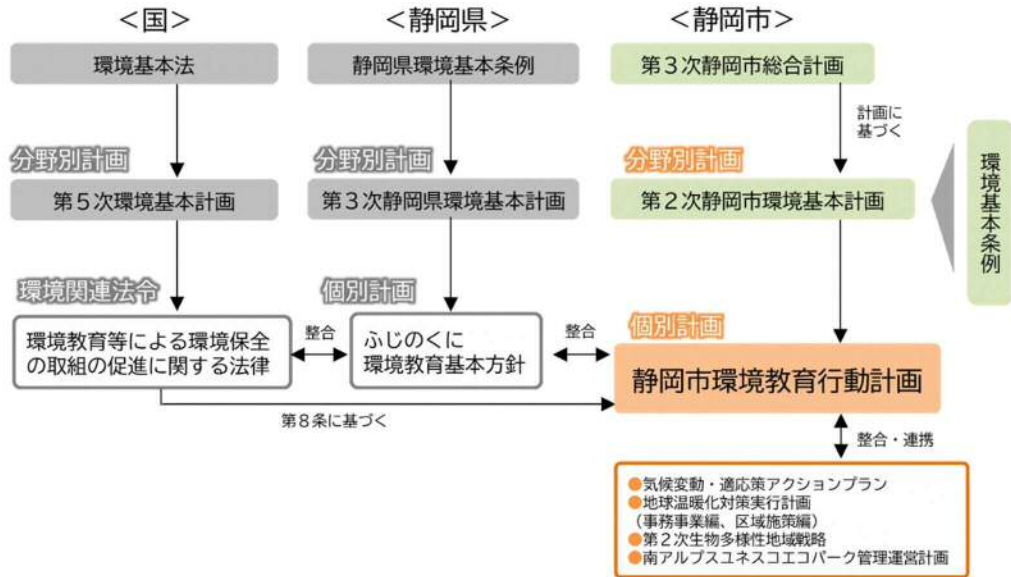 ＜国＞
＜静岡県＞
＜静岡市＞
環境基本法
静岡県環境基本条例
第３次静岡市総合計画
計画に
基づく
分野別計画
分野別計画
分野別計画
第５次環境基本計画
第３次静岡県環境基本計画
第２次静岡市環境基本計画
環境基本条例
環境関連法令
個別計画
個別計画
環境教育等による環境保全
の取組の促進に関する法律
整合
ふじのくに
環境教育基本方針
整合
静岡市環境教育行動計画
第８条に基づく
整合・連携
●気候変動・適応策アクションプラン
●地球温暖化対策実行計画
（事務事業編、区域施策編）
●第２次生物多様性地域戦略
●南アルプスユネスコエコパーク管理運営計画